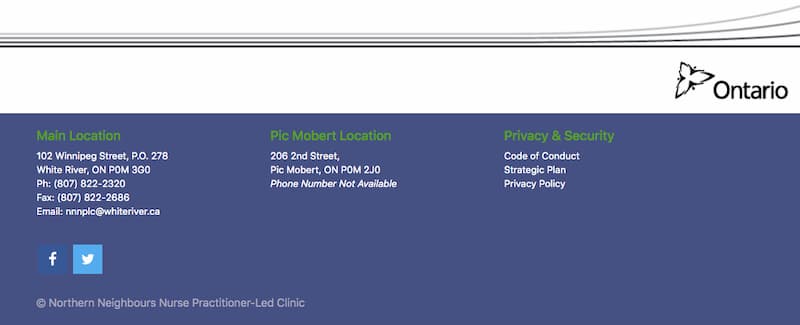 Ontario
Main Location
102 Winnipeg Street, P.O. 278
White River, ON P0M 3G0
Ph: (807) 822-2320
Fax: (807) 822-2686
Email: nnnplc@whiteriver.ca
Pic Mobert Location
206 2nd Street,
Pic Mobert, ON P0M 2J0
Phone Number Not Available
Privacy & Security
Code of Conduct
Strategic Plan
Privacy Policy
© Northern Neighbours Nurse Practitioner-Led Clinic